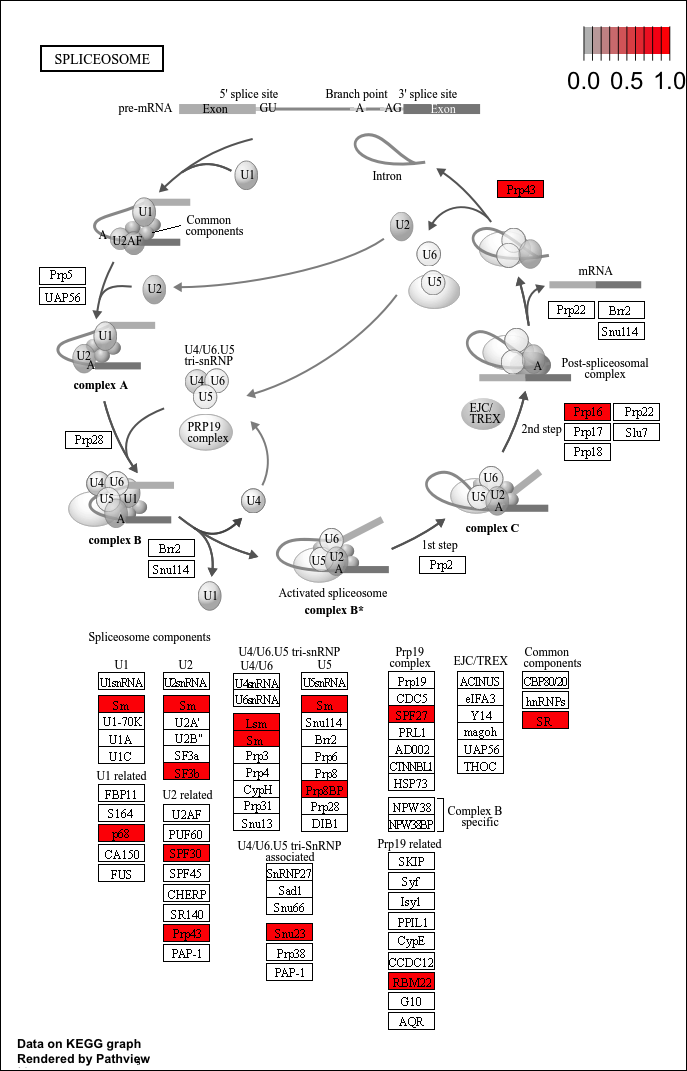 SPLICEOSOME
0.0 0.5 1.0
5' splice site
Branch point
3' splice site
pre-mRNA
Exon
GU
A
AG
Exon
U1
Intron
Prp43
U1
A
U2AF
Common
components
U2
U6
U5
Prp5
UAP56
U2
mRNA
Prp22
Brr2
Snu114
U1
U2
A
complex A
U4/U6.U5
tri-snRNP
U4
U6
U5
A
Post-spliceosomal
complex
PRP19
complex
EJC/
TREX
2nd step
Prp16
Prp22
Prp17
Slu7
Prp18
Prp28
U4
U6
U5
U1
A
complex B
U4
U6
U5
U2
A
complex C
Brr2
Snu114
U1
U6
U5
U2
A
1st step
Prp2
Activated spliceosome
complex B*
Spliceosome components
U1
U1snRNA
Sm
U1-70K
U1A
U1C
U1 related
FBP11
S164
p68
CA150
FUS
U2
U2snRNA
Sm
U2A'
U2B"
SF3a
SF3b
U2 related
U2AF
PUF60
SPF30
SPF45
CHERP
SR140
Prp43
PAP-1
U4/U6.U5 tri-snRNP
U4/U6
U4snRNA
U6snRNA
Lsm
Sm
Prp3
Prp4
CypH
Prp31
Snu13
U5
U5snRNA
Sm
Snu114
Brr2
Prp6
Prp8
Prp8BP
Prp28
DIB1
U4/U6.U5 tri-SnRNP
associated
SnRNP27
Sad1
Snu66
Snu23
Prp38
PAP-1
Prp19
complex
Prp19
CDC5
SPF27
PRL1
AD002
CTNNBL1
HSP73
NPW38
NPW38BP
Complex B
specific
Prp19 related
SKIP
Syf
Isy1
PPIL1
CypE
CCDC12
RBM22
G10
AQR
EJC/TREX
ACINUS
eIFA3
Y14
magoh
UAP56
THOC
Common
components
CBP80/20
hnRNPs
SR
Data on KEGG graph
Rendered by Pathview